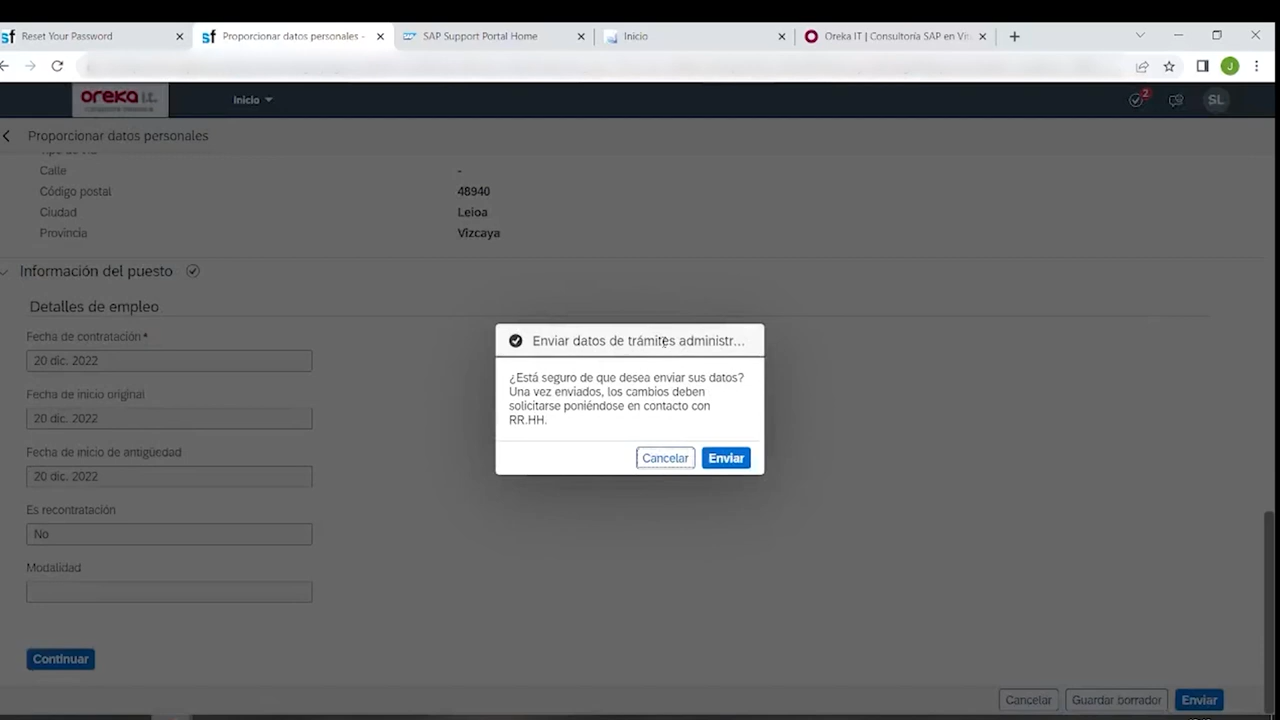 Reset Your Password
Proporcionar datos personales -
SAP Support Portal Home
Inicio
Oreka IT | Consultoría SAP en Viz
oreka i.t.
Inicio
2
SL
J
Proporcionar datos personales
Calle
-
Código postal
48940
Ciudad
Leioa
Provincia
Vizcaya
Información del puesto
Detalles de empleo
Fecha de contratación*
20 dic. 2022
Fecha de inicio original
20 dic. 2022
Fecha de inicio de antigüedad
20 dic. 2022
Es recontratación
No
Modalidad
Continuar
Enviar datos de trámites administr...
¿Está seguro de que desea enviar sus datos?
Una vez enviados, los cambios deben
solicitarse poniéndose en contacto con
RR.HH.
Cancelar
Enviar
Cancelar
Guardar borrador
Enviar